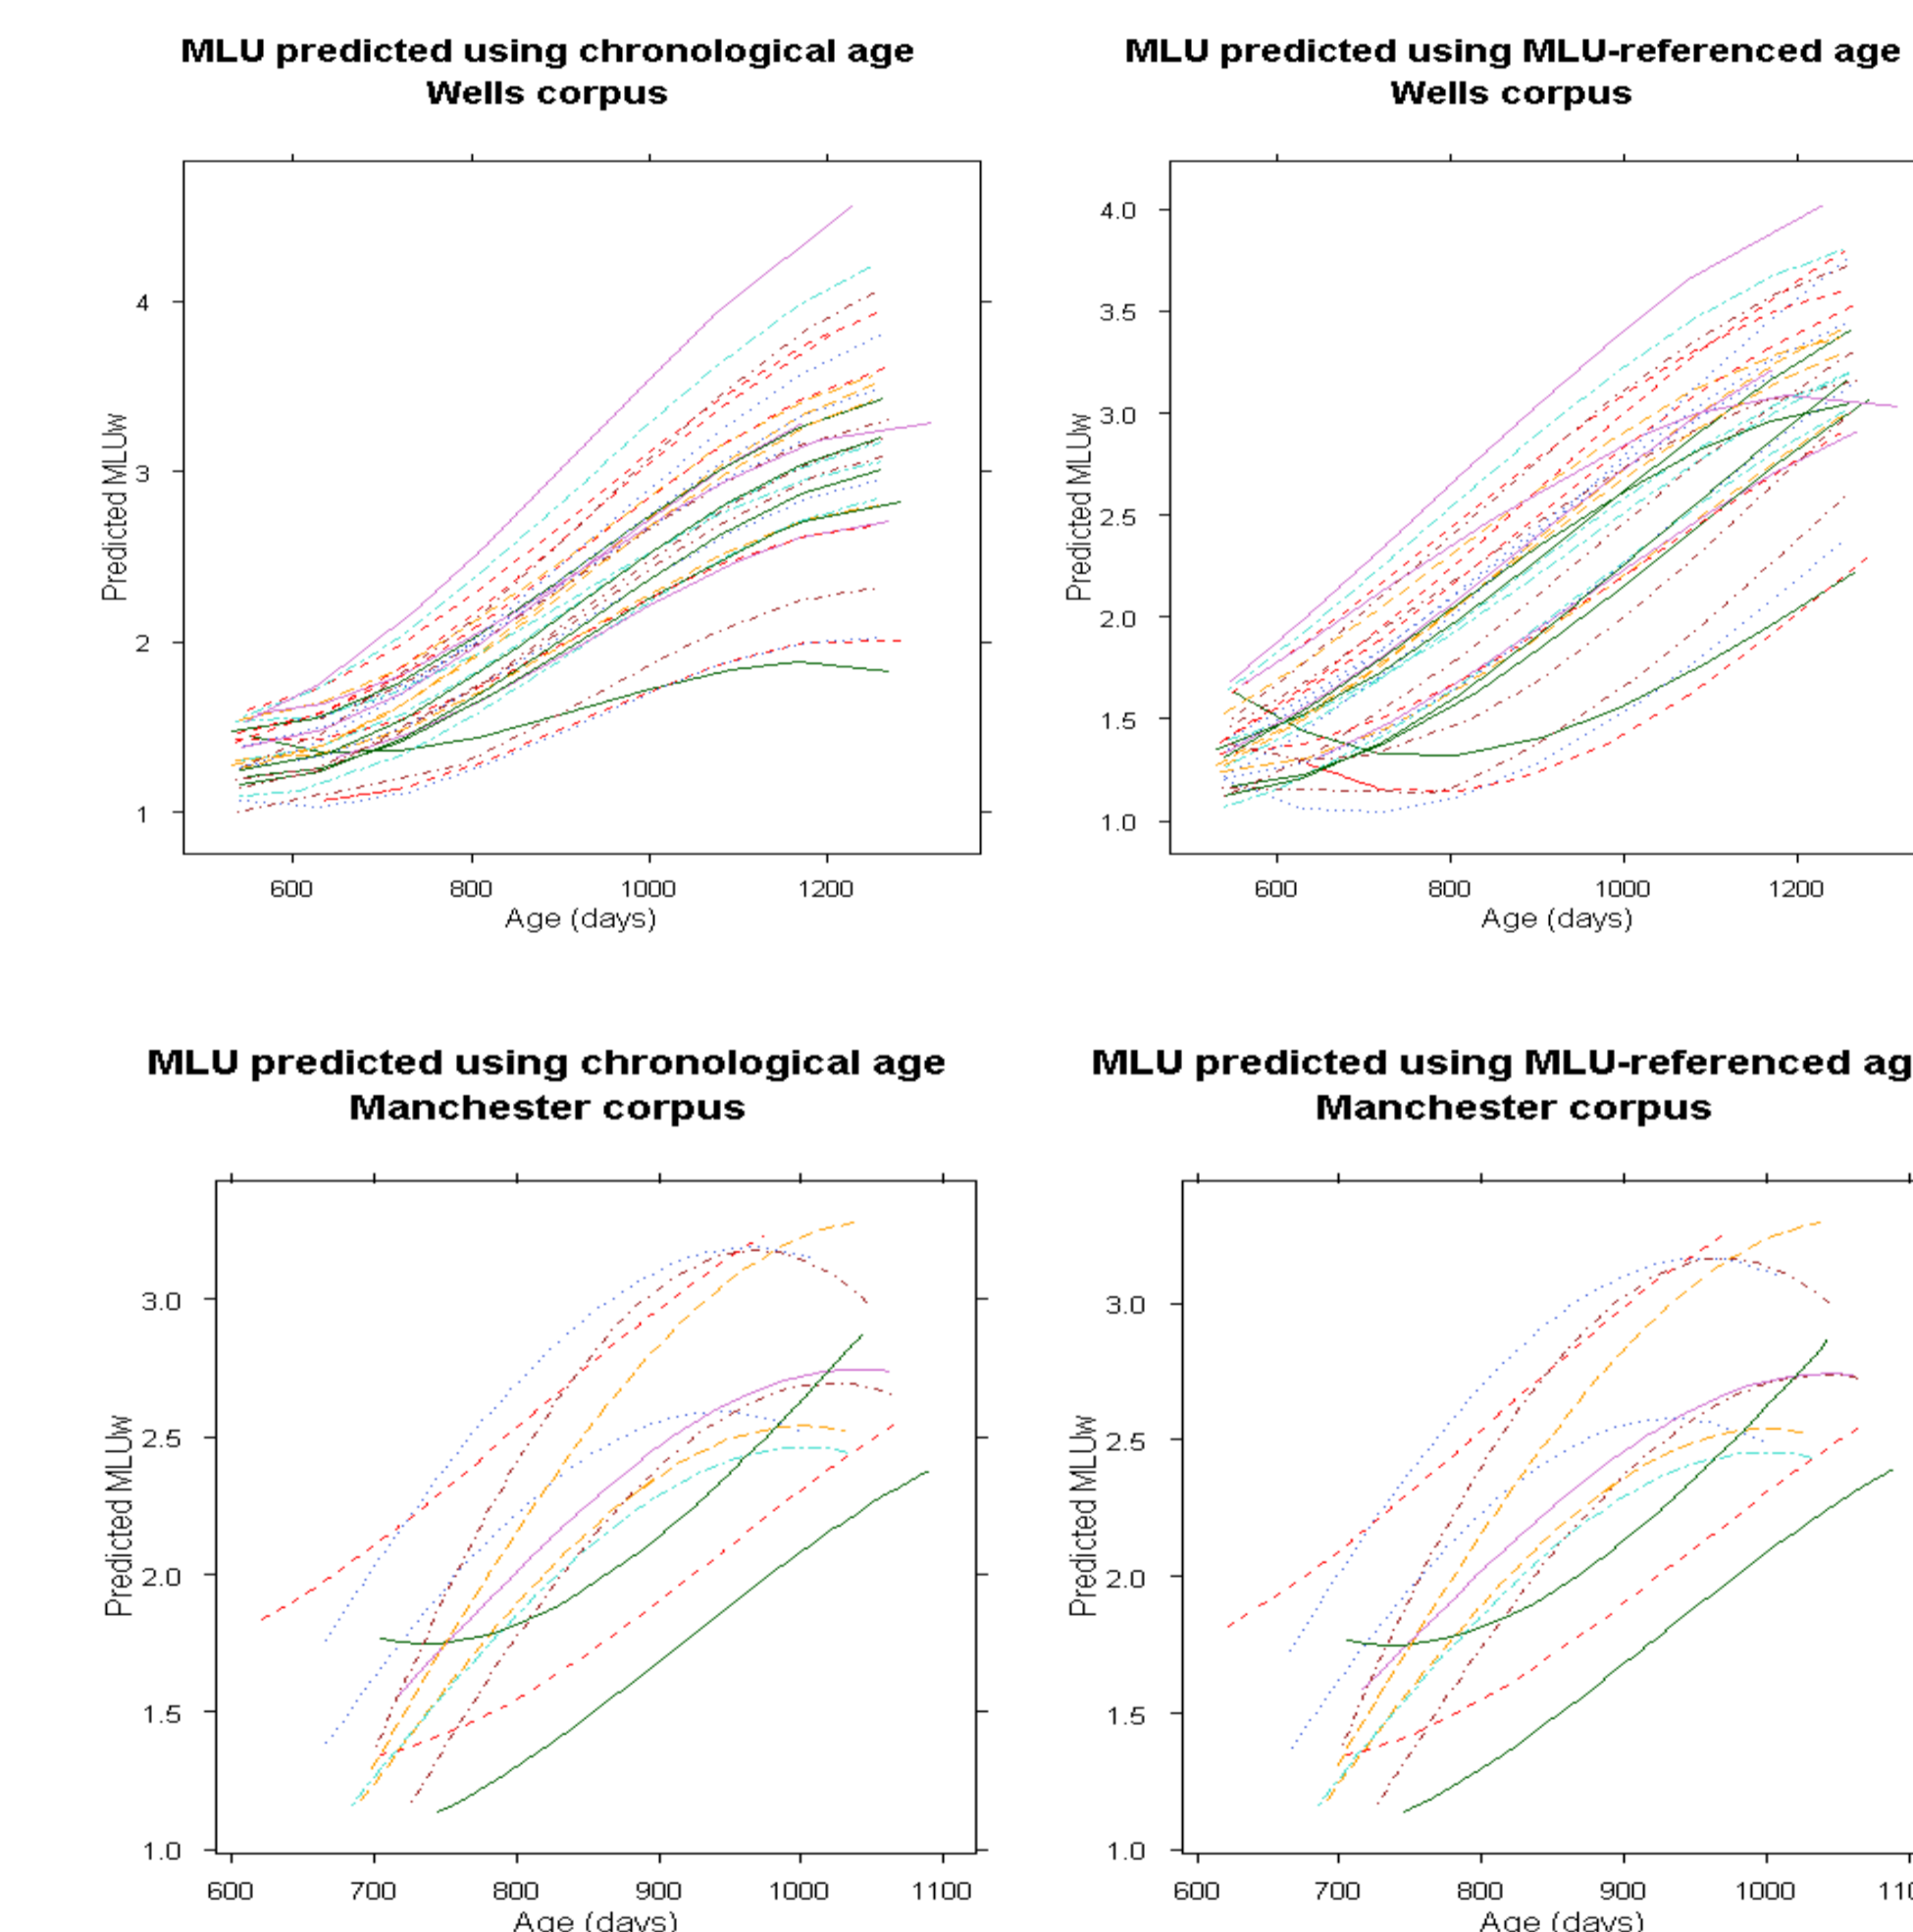 MLU predicted using chronological age
Wells corpus
4
3
2
1
Predicted MLUw
600 800 1000 1200
Age (days)
MLU predicted using MLU-referenced age
Wells corpus
4.0
3.5
3.0
2.5
2.0
1.5
1.0
Predicted MLUw
600 800 1000 1200
Age (days)
MLU predicted using chronological age
Manchester corpus
3.0
2.5
2.0
1.5
1.0
Predicted MLUw
600 700 800 900 1000 1100
Age (days)
MLU predicted using MLU-referenced ag
Manchester corpus
3.0
2.5
2.0
1.5
1.0
Predicted MLUw
600 700 800 900 1000 110
Age (days)